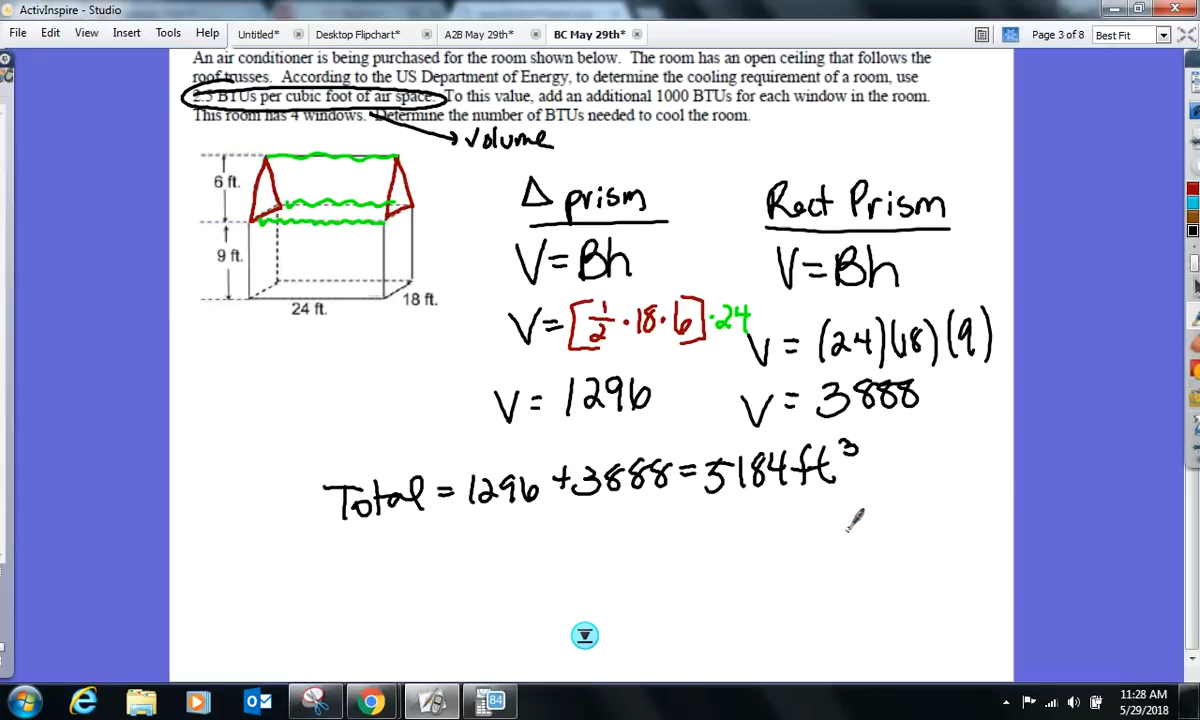 ActivInspire - Studio
File Edit View Insert Tools Help Untitled* Desktop Flipchart* A2B May 29th* BC May 29th* Page 3 of 8 Best Fit
An air conditioner is being purchased for the room shown below. The room has an open ceiling that follows the
roof trusses. According to the US Department of Energy, to determine the cooling requirement of a room, use
2.5 BTUs per cubic foot of air space. To this value, add an additional 1000 BTUs for each window in the room.
This room has 4 windows. Determine the number of BTUs needed to cool the room.
Volume
6 ft.
9 ft.
24 ft.
18 ft.
Δ prism
V = Bh
V = [1/2 · 18 · 6] · 24
V = 1296
Rect Prism
V = Bh
V = (24)(18)(9)
V = 3888
Total = 1296 + 3888 = 5184 ft³
84
11:28 AM
5/29/2018